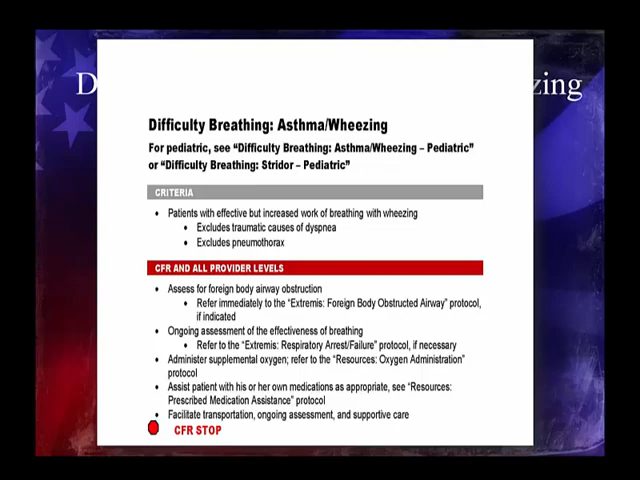 D zing
Difficulty Breathing: Asthma/Wheezing
For pediatric, see “Difficulty Breathing: Asthma/Wheezing – Pediatric”
or “Difficulty Breathing: Stridor – Pediatric”
CRITERIA
• Patients with effective but increased work of breathing with wheezing
• Excludes traumatic causes of dyspnea
• Excludes pneumothorax
CFR AND ALL PROVIDER LEVELS
• Assess for foreign body airway obstruction
• Refer immediately to the “Extremis: Foreign Body Obstructed Airway” protocol,
if indicated
• Ongoing assessment of the effectiveness of breathing
• Refer to the “Extremis: Respiratory Arrest/Failure” protocol, if necessary
• Administer supplemental oxygen; refer to the “Resources: Oxygen Administration”
protocol
• Assist patient with his or her own medications as appropriate, see “Resources:
Prescribed Medication Assistance” protocol
• Facilitate transportation, ongoing assessment, and supportive care
CFR STOP